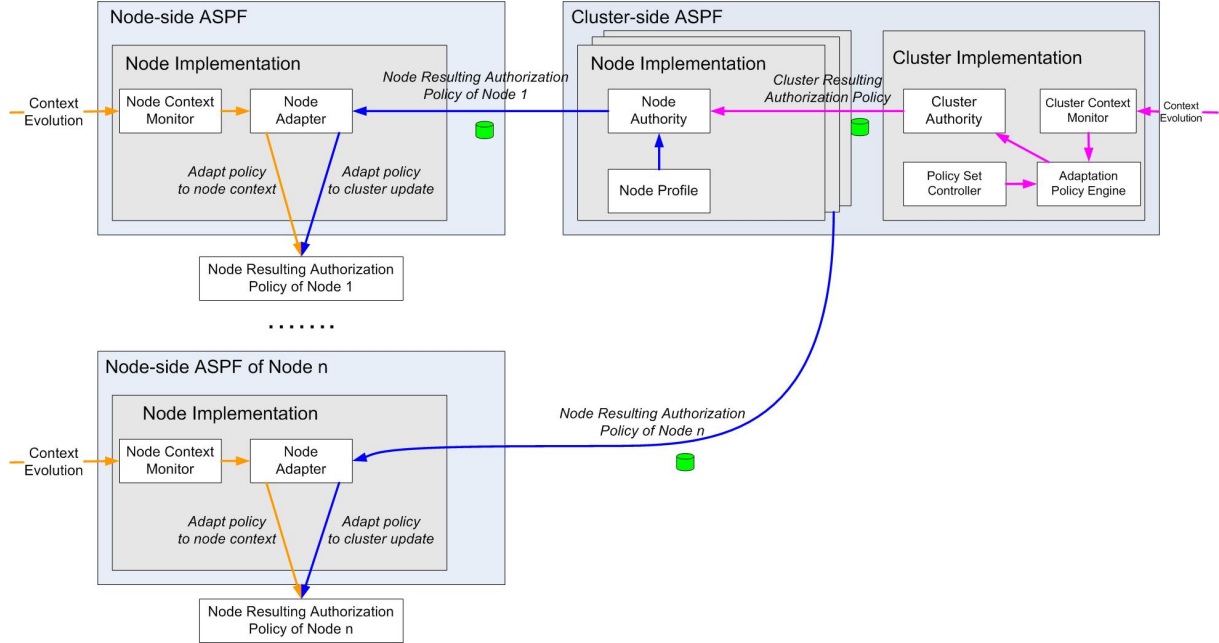 Node-side ASPF
Node Implementation
Context
Evolution
Node Context
Monitor
Node
Adapter
Adapt policy
to node context
Adapt policy
to cluster update
Node Resulting Authorization
Policy of Node 1
Node Resulting Authorization
Policy of Node 1
Cluster-side ASPF
Node Implementation
Node
Authority
Node Profile
Cluster Resulting
Authorization Policy
Cluster Implementation
Cluster
Authority
Cluster Context
Monitor
Policy Set
Controller
Adaptation
Policy Engine
Context
Evolution
.......
Node-side ASPF of Node n
Node Implementation
Context
Evolution
Node Context
Monitor
Node
Adapter
Adapt policy
to node context
Adapt policy
to cluster update
Node Resulting Authorization
Policy of Node n
Node Resulting Authorization
Policy of Node n